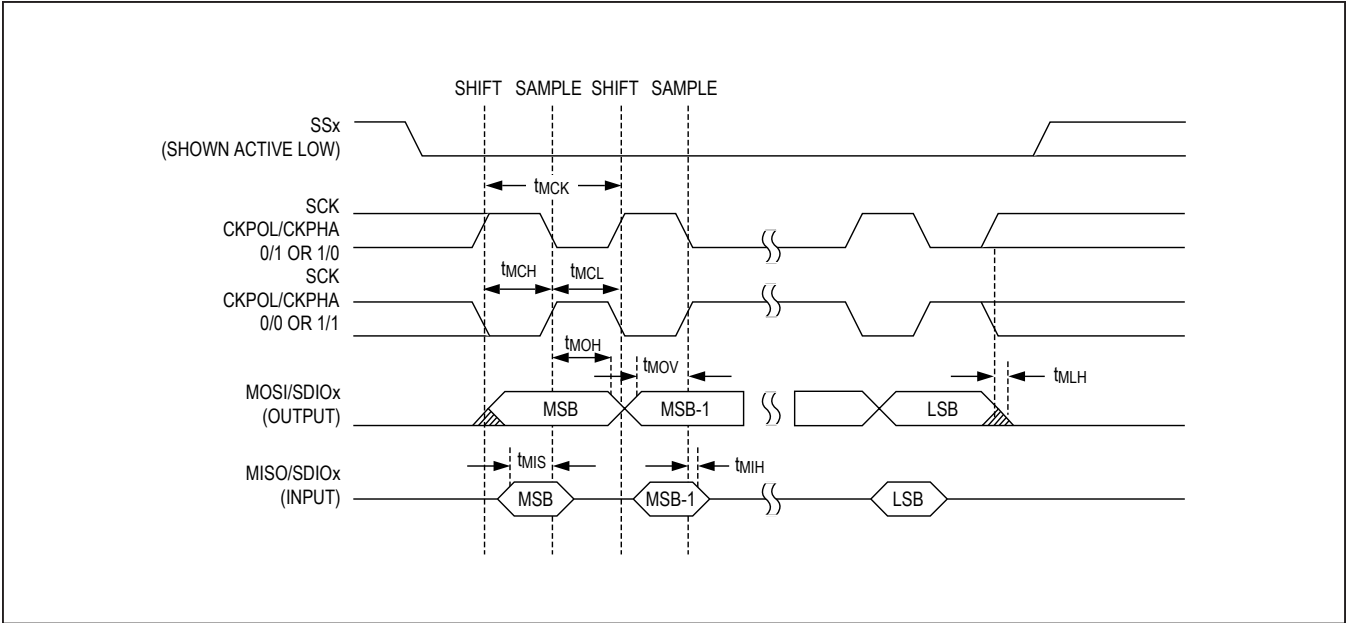 SHIFT SAMPLE SHIFT SAMPLE
SSx
(SHOWN ACTIVE LOW)
tMCK
SCK
CKPOL/CKPHA
0/1 OR 1/0
tMCH tMCL
SCK
CKPOL/CKPHA
0/0 OR 1/1
tMOH
tMOV
tMLH
MOSI/SDIOx
(OUTPUT)
MSB MSB-1 LSB
tMIS
tMIH
MISO/SDIOx
(INPUT)
MSB MSB-1 LSB